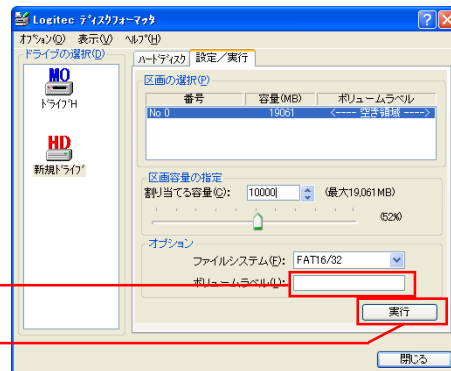 Logitec ディスクフォーマッタ
オプション(O) 表示(V) ヘルプ(H)
ドライブの選択(D)
MO
ドライブH
HD
新規ドライブ
ハードディスク 設定／実行
区画の選択(P)
番号 容量(MB) ボリュームラベル
No 0 19061 <---- 空き領域 ---->
区画容量の指定
割り当てる容量(C): 10000 (最大19,061MB)
(52%)
オプション
ファイルシステム(F): FAT16/32
ボリュームラベル(L):
実行
閉じる